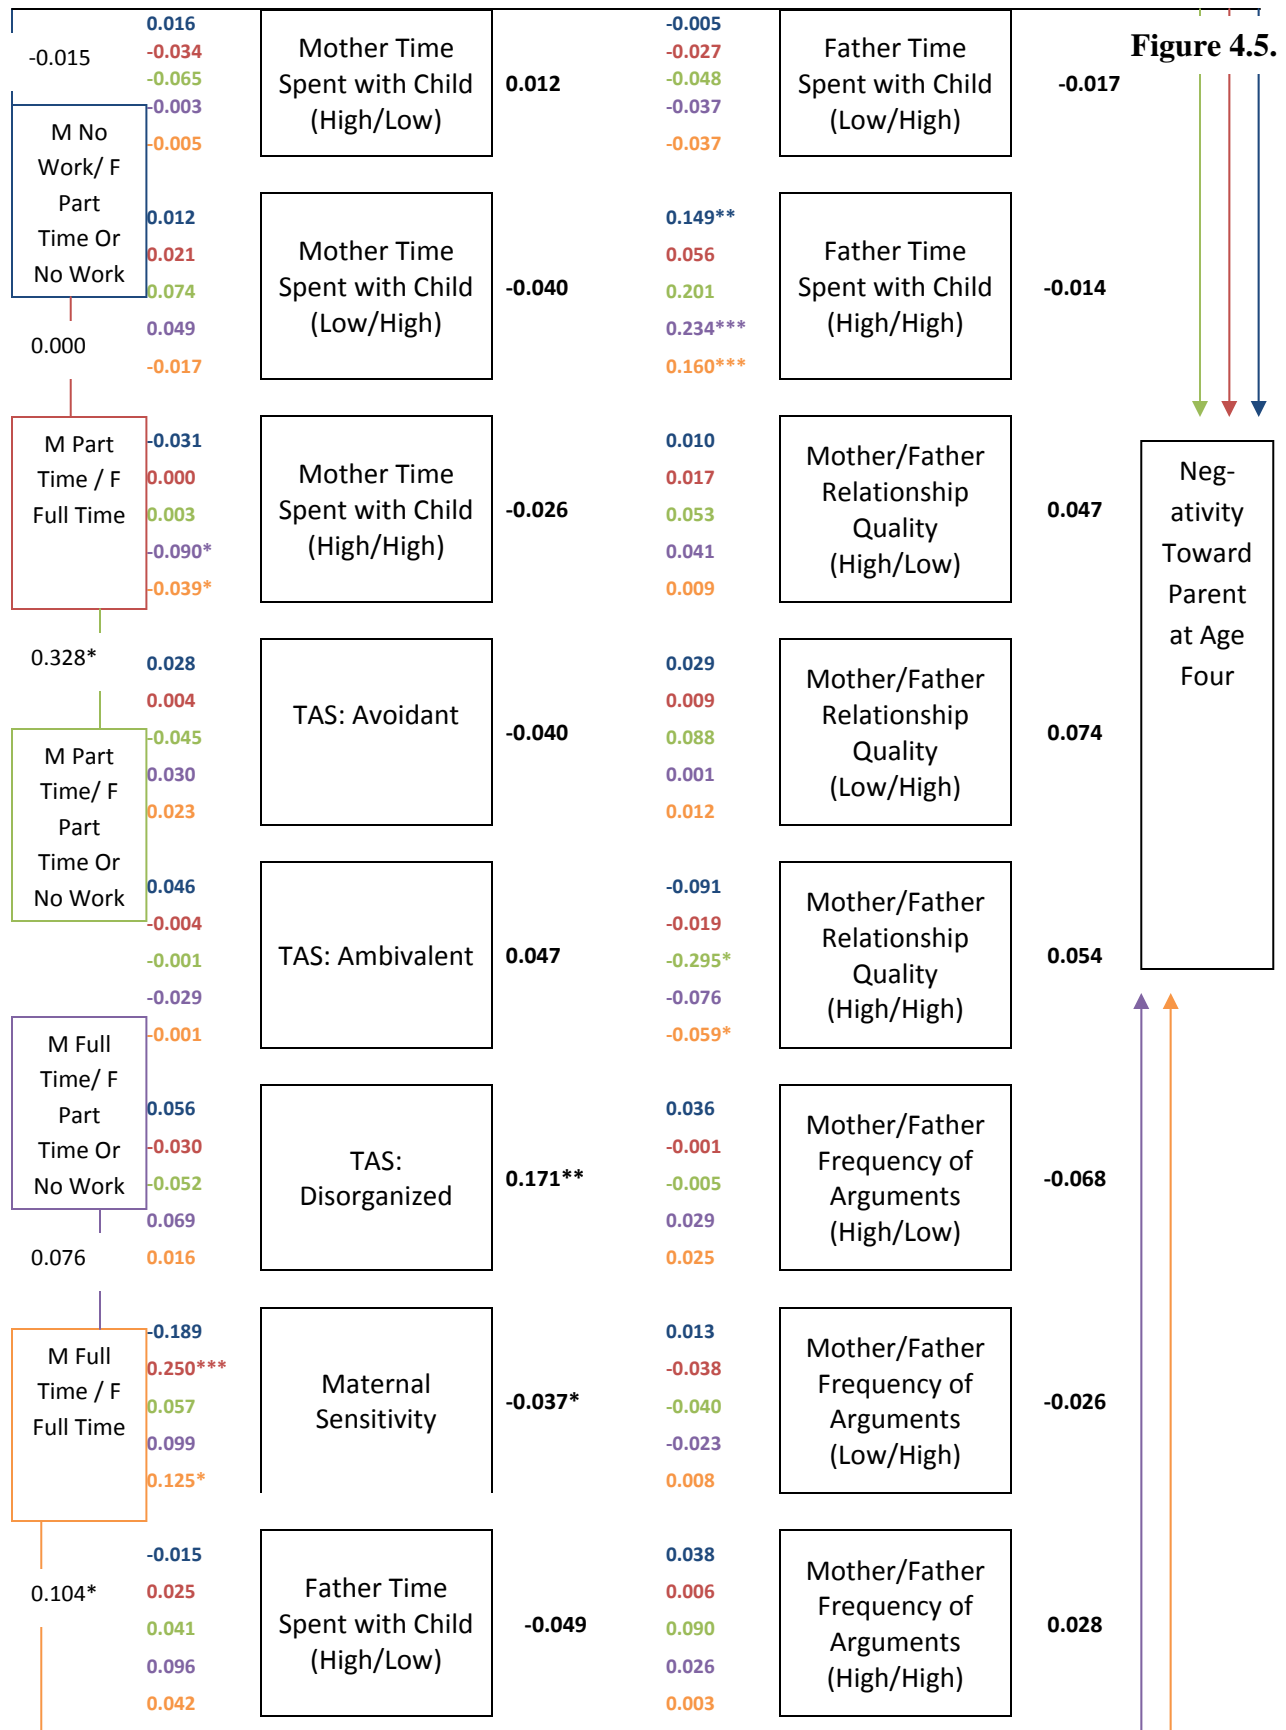 Figure 4.5.
-0.015
M No
Work/ F
Part
Time Or
No Work
0.000
M Part
Time / F
Full Time
0.328*
M Part
Time/ F
Part
Time Or
No Work
M Full
Time/ F
Part
Time Or
No Work
0.076
M Full
Time / F
Full Time
0.104*
0.016
-0.034
-0.065
-0.003
-0.005
Mother Time
Spent with Child
(High/Low)
0.012
0.012
0.021
0.074
0.049
-0.017
Mother Time
Spent with Child
(Low/High)
-0.040
-0.031
0.000
0.003
-0.090*
-0.039*
Mother Time
Spent with Child
(High/High)
-0.026
0.028
0.004
-0.045
0.030
0.023
TAS: Avoidant
-0.040
0.046
-0.004
-0.001
-0.029
-0.001
TAS: Ambivalent
0.047
0.056
-0.030
-0.052
0.069
0.016
TAS:
Disorganized
0.171**
-0.189
0.250***
0.057
0.099
0.125*
Maternal
Sensitivity
-0.037*
-0.015
0.025
0.041
0.096
0.042
Father Time
Spent with Child
(High/Low)
-0.049
-0.005
-0.027
-0.048
-0.037
-0.037
Father Time
Spent with Child
(Low/High)
-0.017
0.149**
0.056
0.201
0.234***
0.160***
Father Time
Spent with Child
(High/High)
-0.014
0.010
0.017
0.053
0.041
0.009
Mother/Father
Relationship
Quality
(High/Low)
0.047
0.029
0.009
0.088
0.001
0.012
Mother/Father
Relationship
Quality
(Low/High)
0.074
-0.091
-0.019
-0.295*
-0.076
-0.059*
Mother/Father
Relationship
Quality
(High/High)
0.054
0.036
-0.001
-0.005
0.029
0.025
Mother/Father
Frequency of
Arguments
(High/Low)
-0.068
0.013
-0.038
-0.040
-0.023
0.008
Mother/Father
Frequency of
Arguments
(Low/High)
-0.026
0.038
0.006
0.090
0.026
0.003
Mother/Father
Frequency of
Arguments
(High/High)
0.028
Neg-
ativity
Toward
Parent
at Age
Four